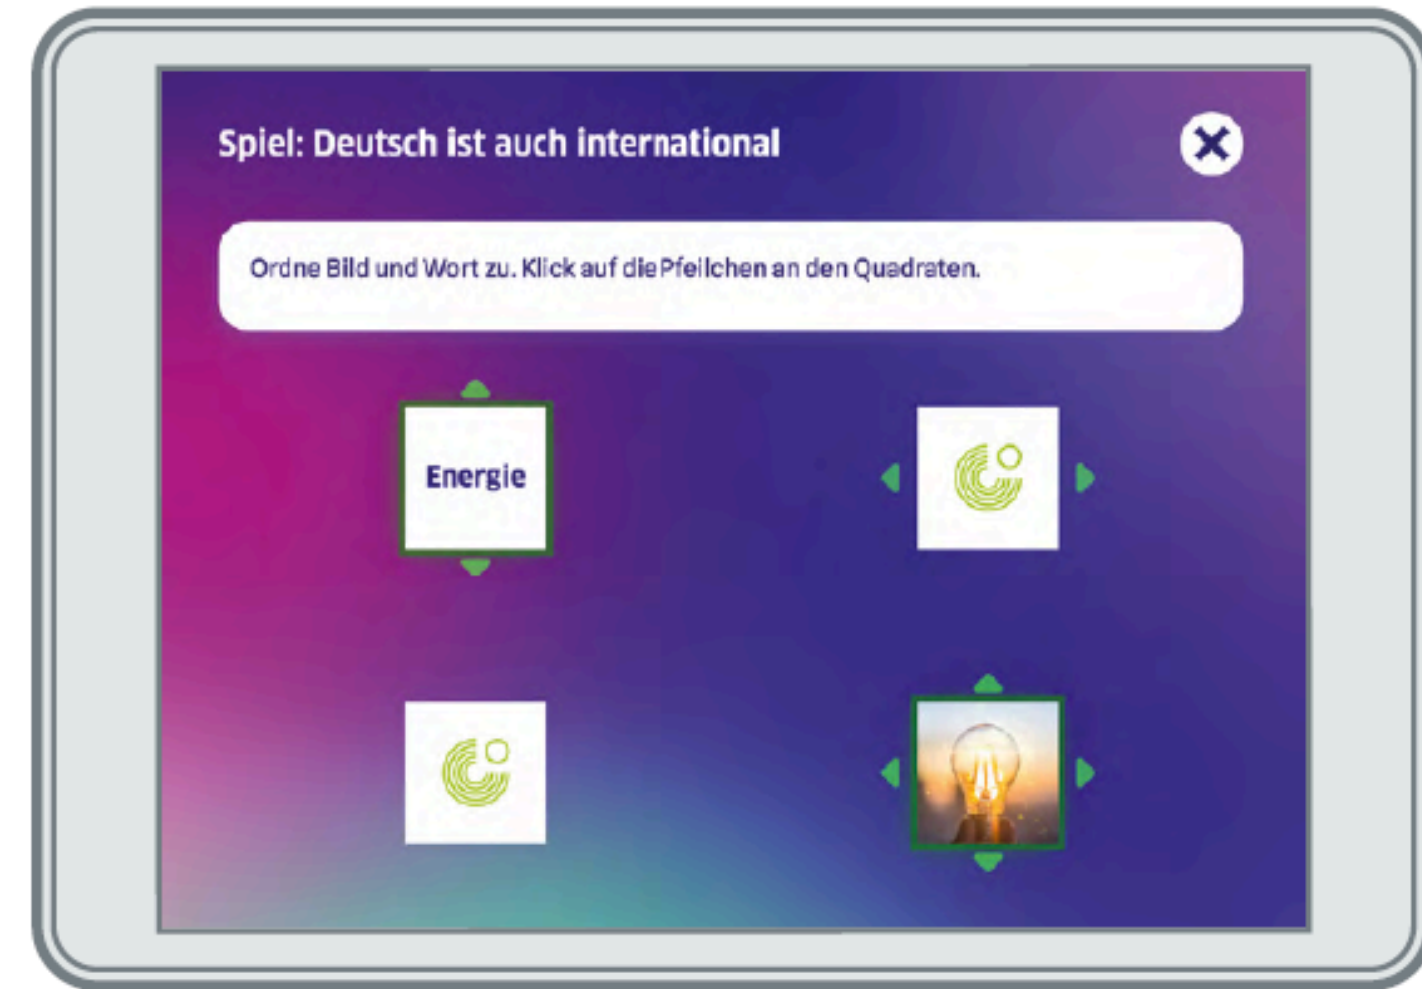 Spiel: Deutsch ist auch international
Ordne Bild und Wort zu. Klick auf die Pfeilchen an den Quadraten.
Energie